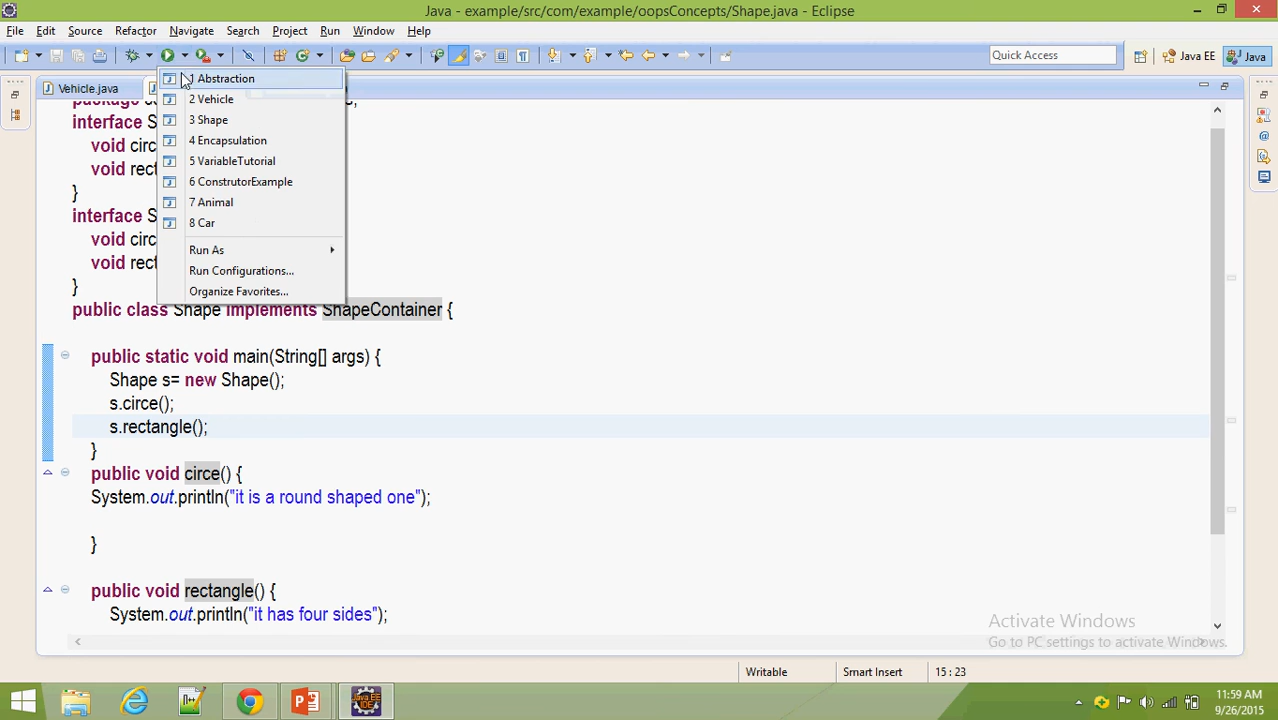 Java - example/src/com/example/oopsConcepts/Shape.java - Eclipse
File Edit Source Refactor Navigate Search Project Run Window Help
Quick Access
Java EE
Java
Vehicle.java
1 Abstraction
2 Vehicle
3 Shape
4 Encapsulation
5 VariableTutorial
6 ConstrutorExample
7 Animal
8 Car
Run As
Run Configurations...
Organize Favorites...
package
interface
void circ
void rect
}
interface
void circ
void rect
}
public class Shape implements ShapeContainer {
public static void main(String[] args) {
Shape s= new Shape();
s.circe();
s.rectangle();
}
public void circe() {
System.out.println("it is a round shaped one");
}
public void rectangle() {
System.out.println("it has four sides");
Activate Windows
Go to PC settings to activate Windows.
Writable
Smart Insert
15 : 23
Java EE
IDE
11:59 AM
9/26/2015